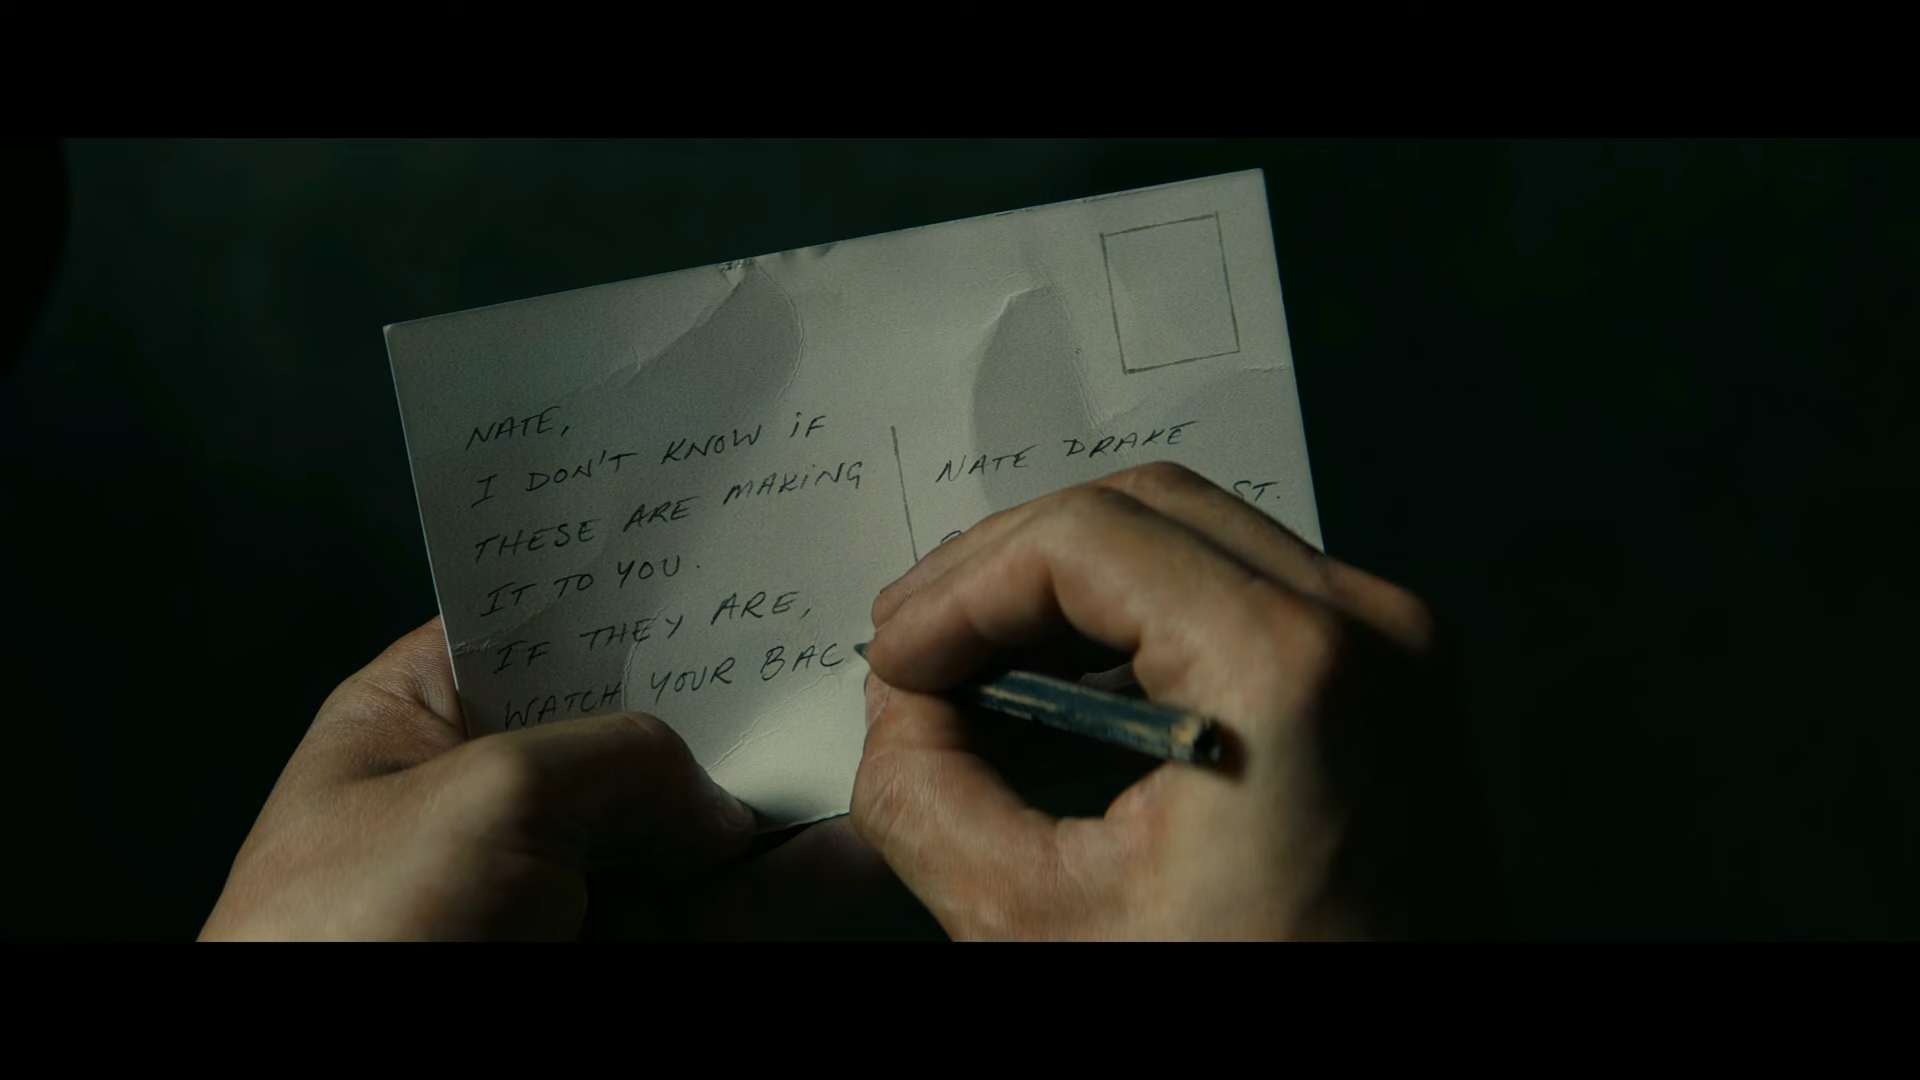 NATE,
I DON'T KNOW iF
THESE ARE MAKiNG
IT TO YOU.
IF THEY ARE,
WATCH YOUR BAC
NATE DRAKE
ST.